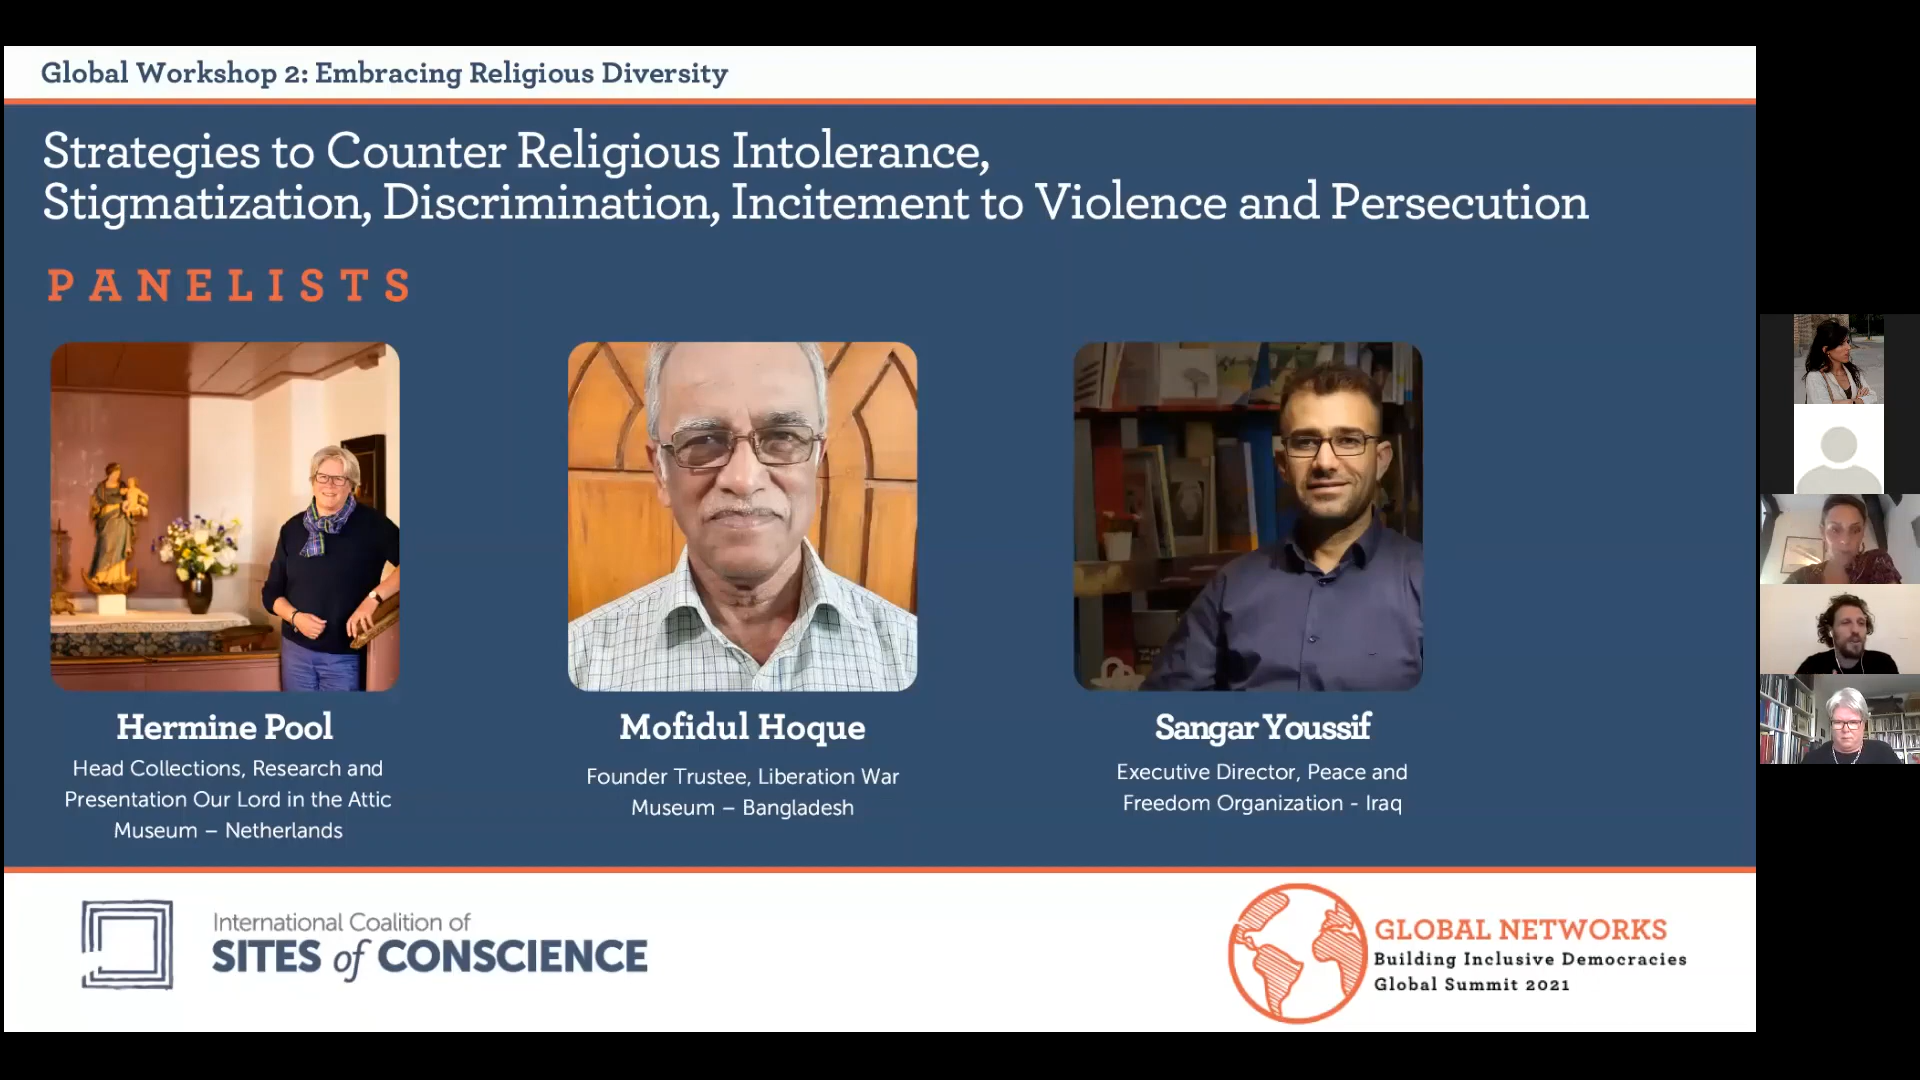 Global Workshop 2: Embracing Religious Diversity
Strategies to Counter Religious Intolerance,
Stigmatization, Discrimination, Incitement to Violence and Persecution
PANELISTS
Hermine Pool
Head Collections, Research and
Presentation Our Lord in the Attic
Museum – Netherlands
Mofidul Hoque
Founder Trustee, Liberation War
Museum – Bangladesh
Sangar Youssif
Executive Director, Peace and
Freedom Organization - Iraq
International Coalition of
SITES of CONSCIENCE
GLOBAL NETWORKS
Building Inclusive Democracies
Global Summit 2021